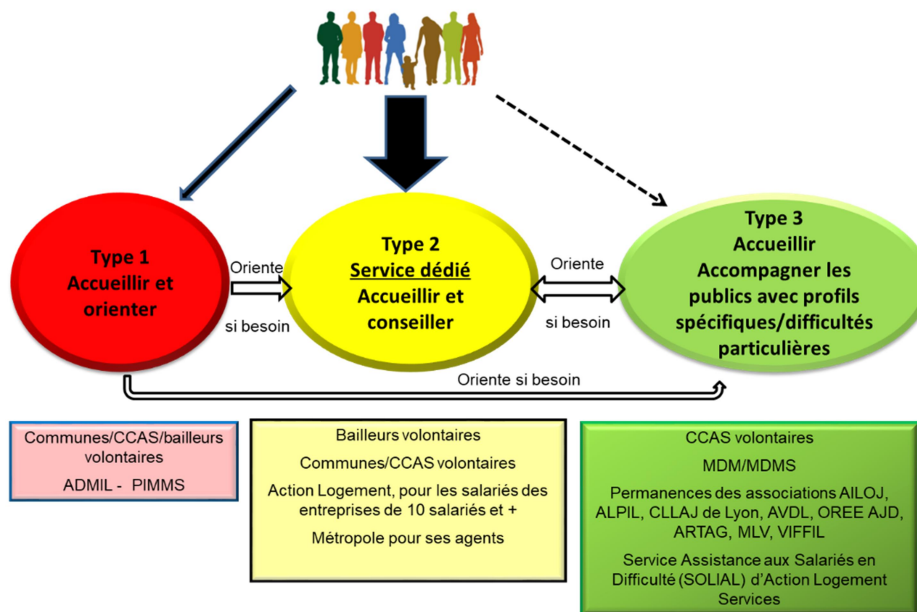 Type 1
Accueillir et
orienter
Oriente
si besoin
Type 2
Service dédié
Accueillir et
conseiller
Oriente
si besoin
Type 3
Accueillir
Accompagner les
publics avec profils
spécifiques/difficultés
particulières
Oriente si besoin
Communes/CCAS/bailleurs
volontaires
ADMIL - PIMMS
Bailleurs volontaires
Communes/CCAS volontaires
Action Logement, pour les salariés des
entreprises de 10 salariés et +
Métropole pour ses agents
CCAS volontaires
MDM/MDMS
Permanences des associations AILOJ,
ALPIL, CLLAJ de Lyon, AVDL, OREE AJD,
ARTAG, MLV, VIFFIL
Service Assistance aux Salariés en
Difficulté (SOLIAL) d'Action Logement
Services